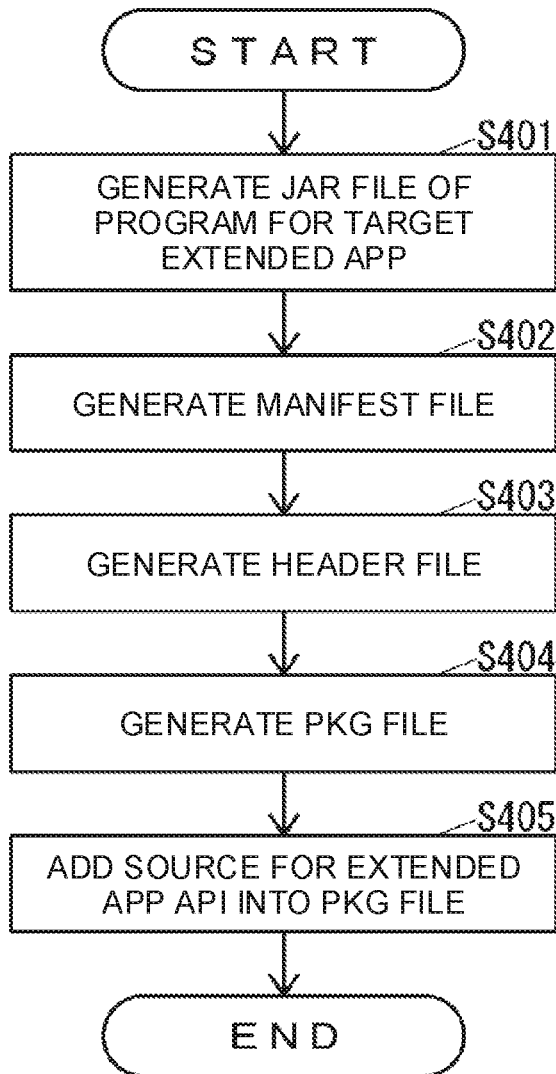 START
S401
GENERATE JAR FILE OF
PROGRAM FOR TARGET
EXTENDED APP
S402
GENERATE MANIFEST FILE
S403
GENERATE HEADER FILE
S404
GENERATE PKG FILE
S405
ADD SOURCE FOR EXTENDED
APP API INTO PKG FILE
END